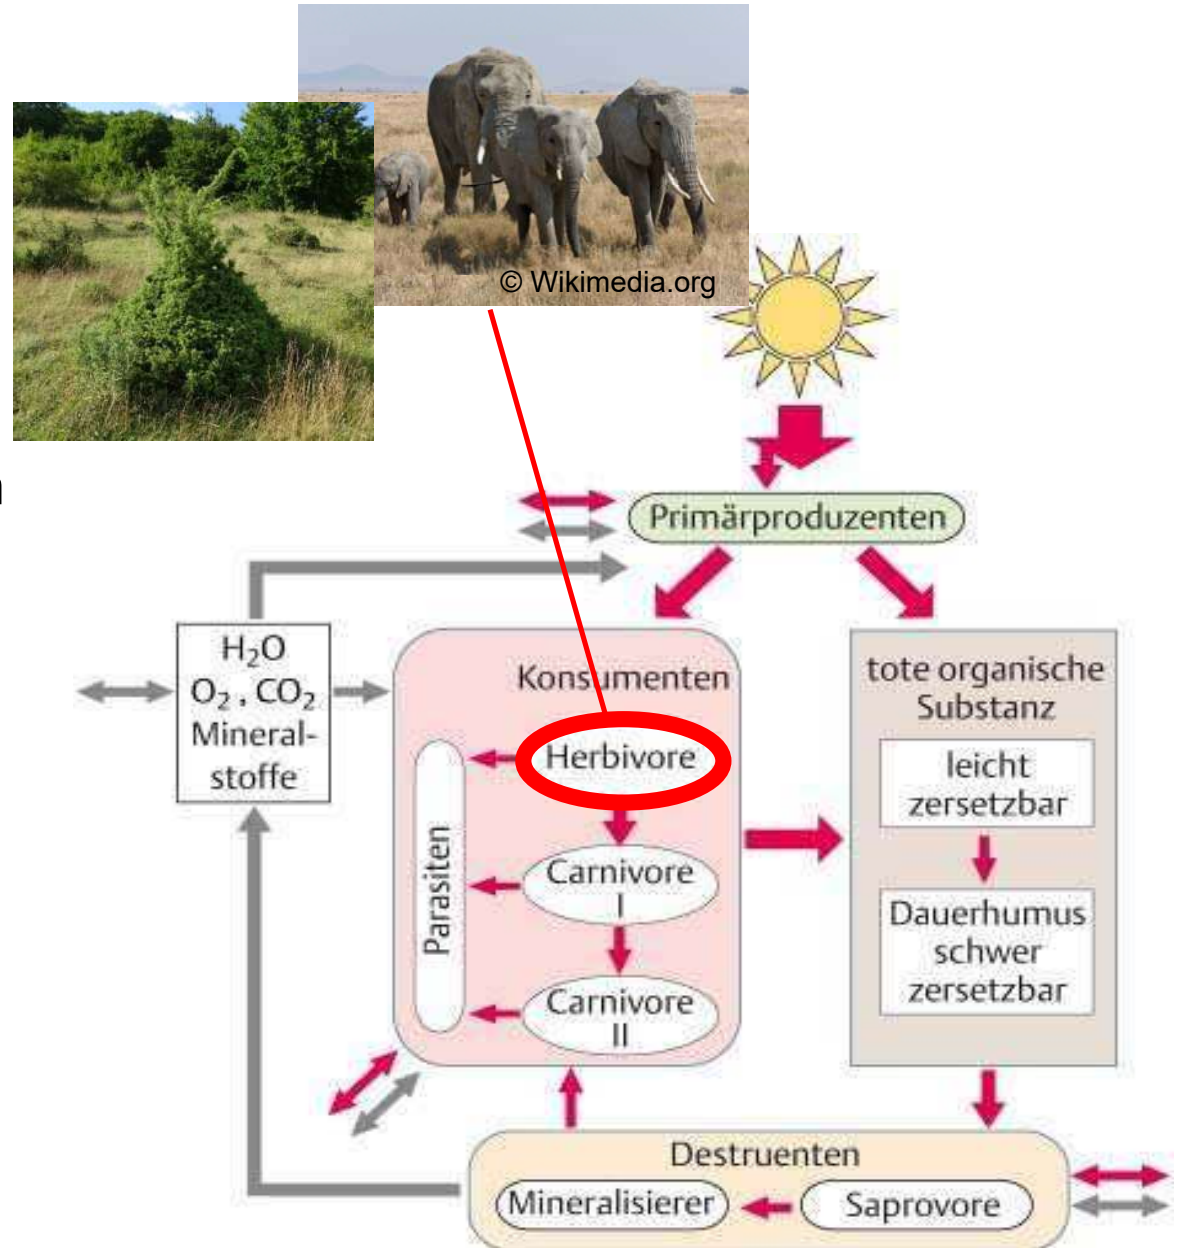 © Wikimedia.org
n
Primärproduzenten
H₂O
O₂ , CO₂
Mineral-
stoffe
Konsumenten
Herbivore
Carnivore
I
Carnivore
II
Parasiten
tote organische
Substanz
leicht
zersetzbar
Dauerhumus
schwer
zersetzbar
Destruenten
Mineralisierer
Saprovore